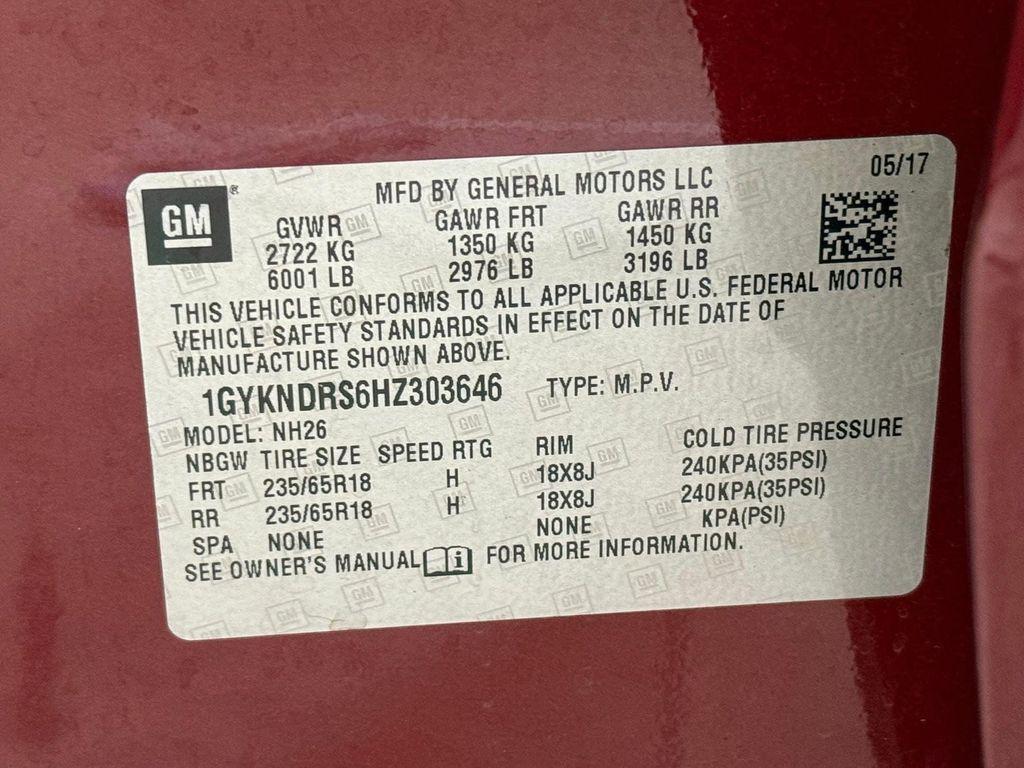 05/17
GM®
MFD BY GENERAL MOTORS LLC
GVWR GAWR FRT GAWR RR
2722 KG 1350 KG 1450 KG
6001 LB 2976 LB 3196 LB
THIS VEHICLE CONFORMS TO ALL APPLICABLE U.S. FEDERAL MOTOR
VEHICLE SAFETY STANDARDS IN EFFECT ON THE DATE OF
MANUFACTURE SHOWN ABOVE.
1GYKNDRS6HZ303646 TYPE: M.P.V.
MODEL: NH26
NBGW TIRE SIZE SPEED RTG RIM COLD TIRE PRESSURE
FRT 235/65R18 H 18X8J 240KPA(35PSI)
RR 235/65R18 H 18X8J 240KPA(35PSI)
SPA NONE NONE KPA(PSI)
SEE OWNER'S MANUAL FOR MORE INFORMATION.